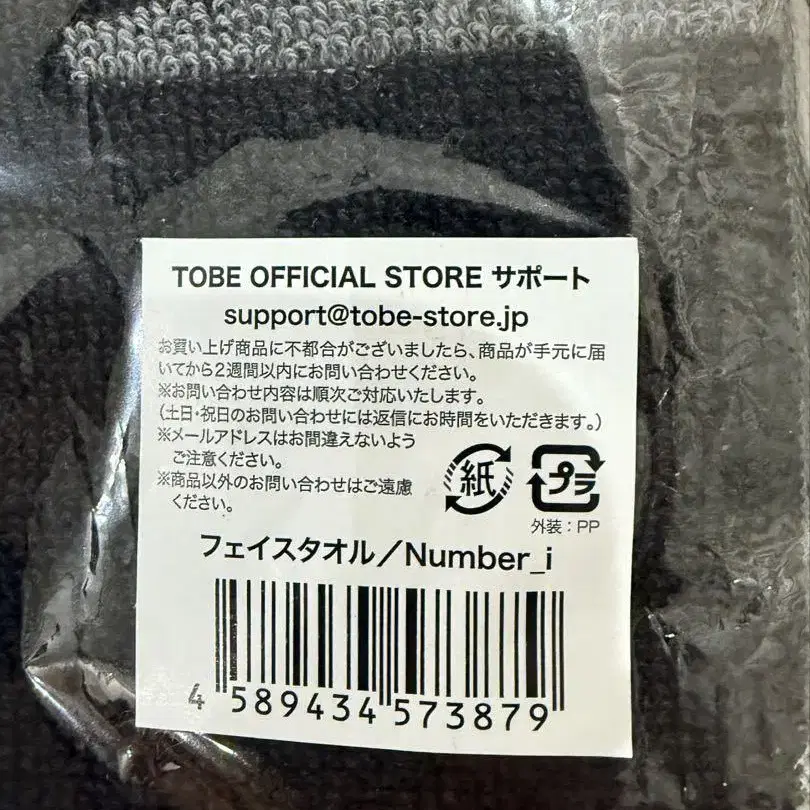 TOBE OFFICIAL STORE サポート
support@tobe-store.jp
お買い上げ商品に不都合がございましたら、商品が手元に届
いてから2週間以内にお問い合わせください。
※お問い合わせ内容は順次ご対応いたします。
(土日・祝日のお問い合わせには返信にお時間をいただきます。)
※メールアドレスはお間違えないよう
ご注意ください。
※商品以外のお問い合わせはご遠慮
ください。
紙
プラ
外装：PP
フェイスタオル／Number_i
4 589434 573879